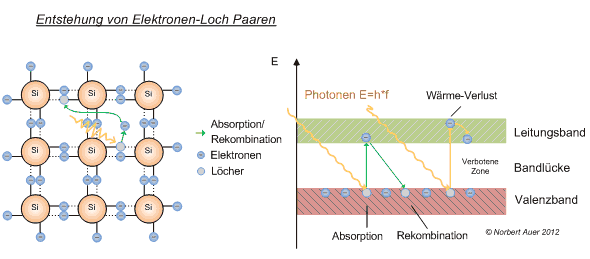 Entstehung von Elektronen-Loch Paaren
E
Si Si Si
Si Si Si
Si Si Si
Absorption/
Rekombination
Elektronen
Löcher
Photonen E=h*f
Wärme-Verlust
Leitungsband
Verbotene
Zone
Bandlücke
Valenzband
Absorption
Rekombination
© Norbert Auer 2012